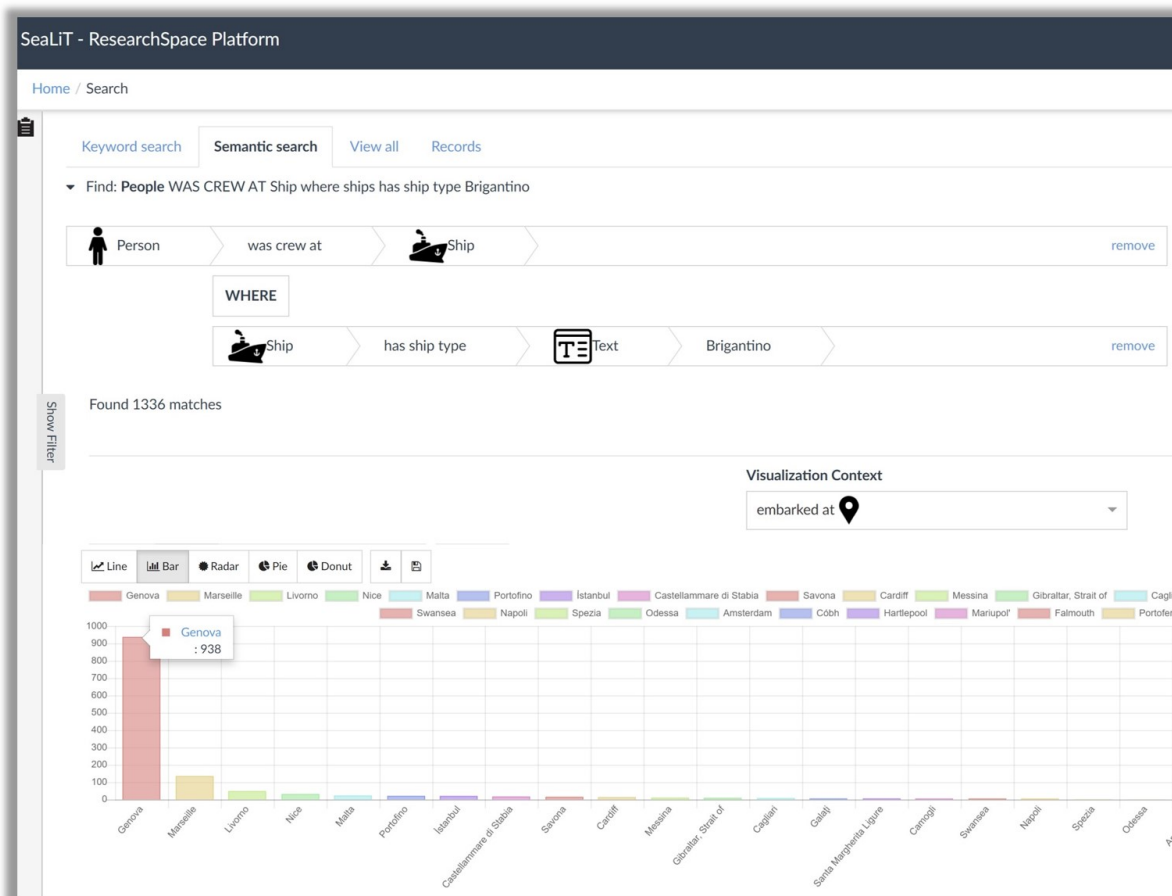 SeaLiT - ResearchSpace Platform
Home / Search
Keyword search Semantic search View all Records
Find: People WAS CREW AT Ship where ships has ship type Brigantino
Person was crew at Ship remove
WHERE
Ship has ship type Text Brigantino remove
Show Filter
Found 1336 matches
Visualization Context
embarked at
Line Bar Radar Pie Donut
Genova Marseille Livorno Nice Malta Portofino İstanbul Castellammare di Stabia Savona Cardiff Messina Gibraltar, Strait of Cagl
Swansea Napoli Spezia Odessa Amsterdam Cóbh Hartlepool Mariupol' Falmouth Portofer
1000
900
800
700
600
500
400
300
200
100
0
Genova
: 938
Genova Marseille Livorno Nice Malta Portofino İstanbul Castellammare di Stabia Savona Cardiff Messina Gibraltar, Strait of Cagliari Galaţi Santa Margherita Ligure Camogli Swansea Napoli Spezia Odessa